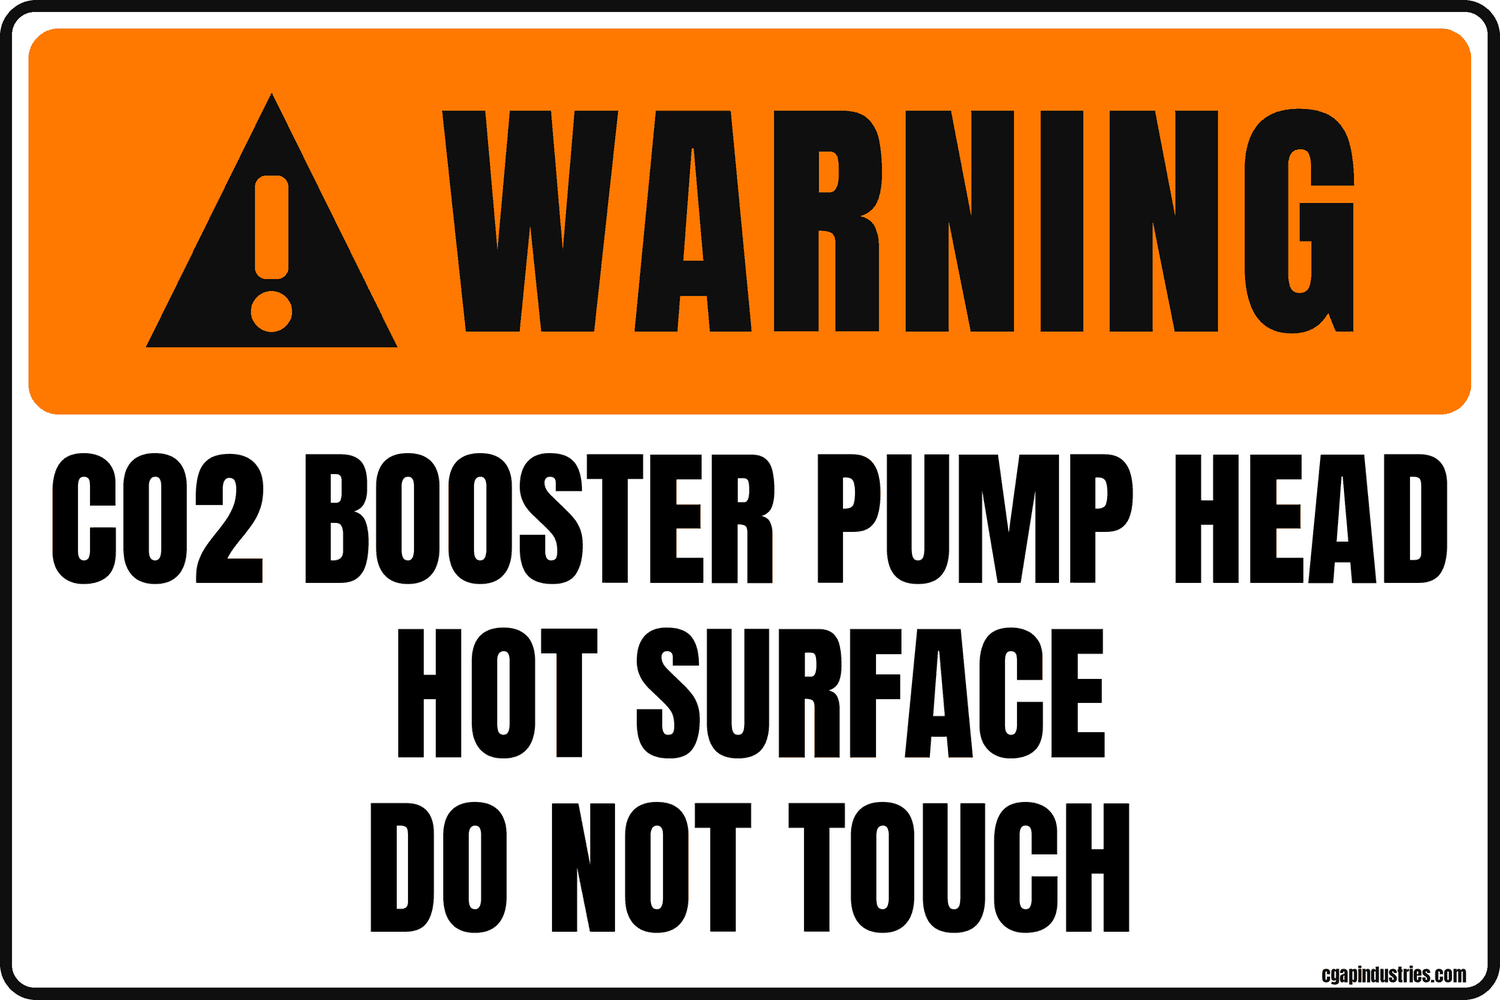 WARNING
CO2 BOOSTER PUMP HEAD
HOT SURFACE
DO NOT TOUCH
cgapindustries.com